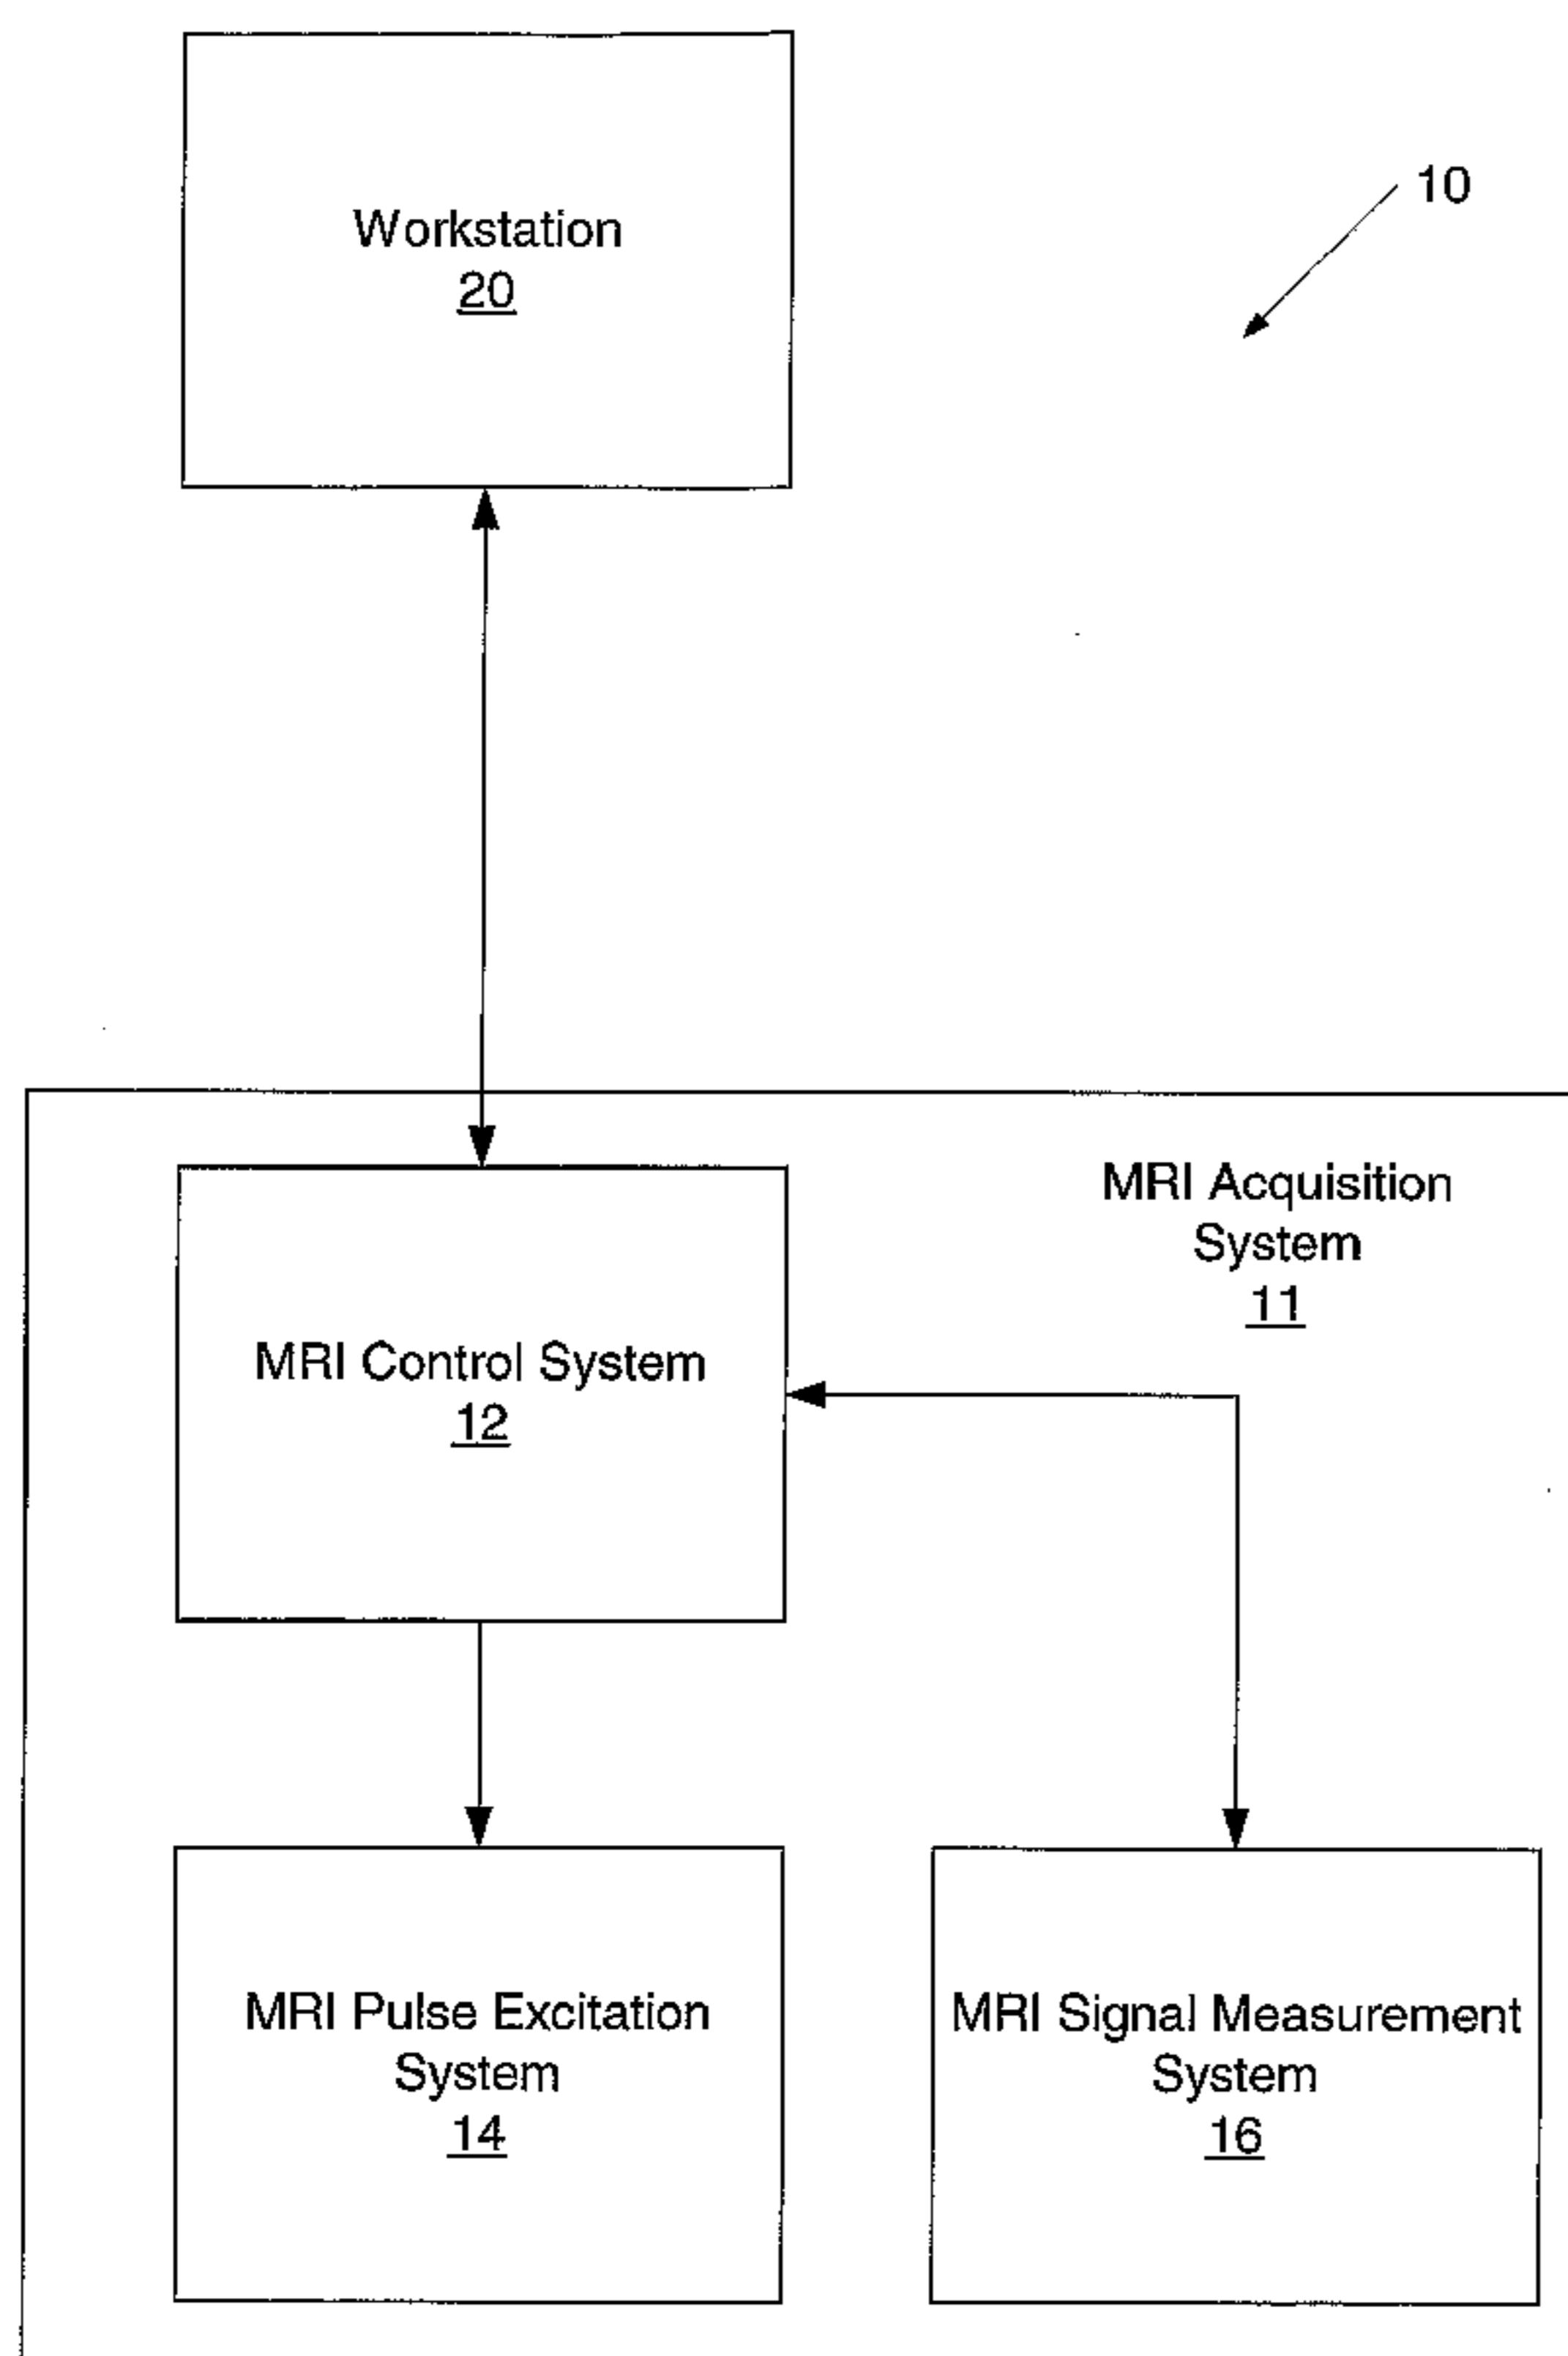 Workstation
20
10
MRI Acquisition
System
11
MRI Control System
12
MRI Pulse Excitation
System
14
MRI Signal Measurement
System
16